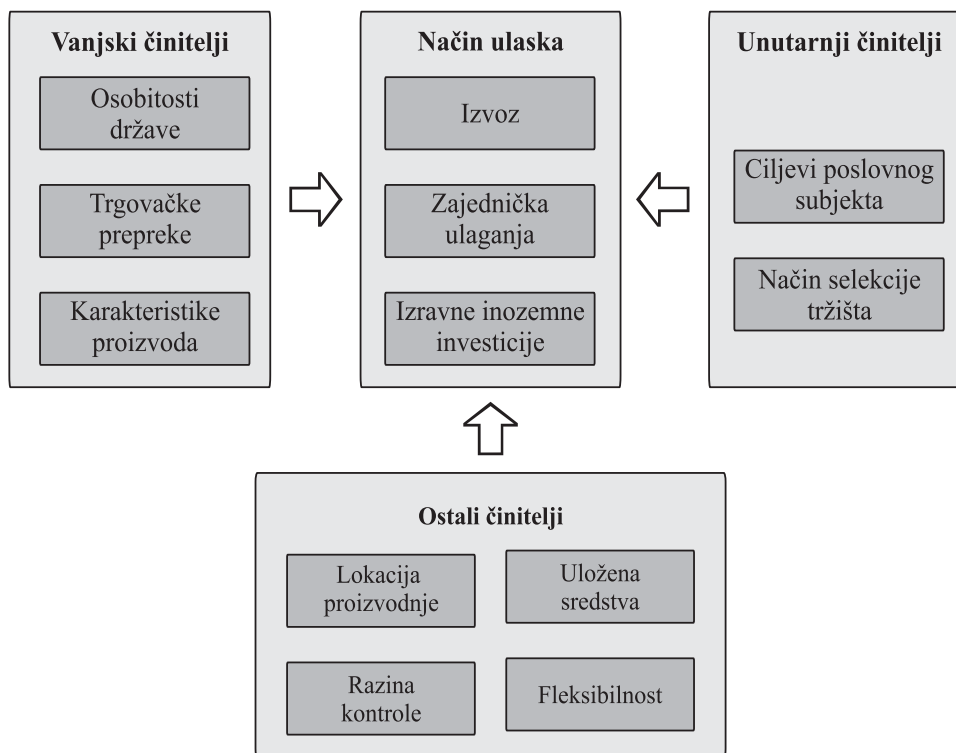 Vanjski činitelji
Osobitosti
države
Trgovačke
prepreke
Karakteristike
proizvoda
Način ulaska
Izvoz
Zajednička
ulaganja
Izravne inozemne
investicije
Unutarnji činitelji
Ciljevi poslovnog
subjekta
Način selekcije
tržišta
Ostali činitelji
Lokacija
proizvodnje
Uložena
sredstva
Razina
kontrole
Fleksibilnost